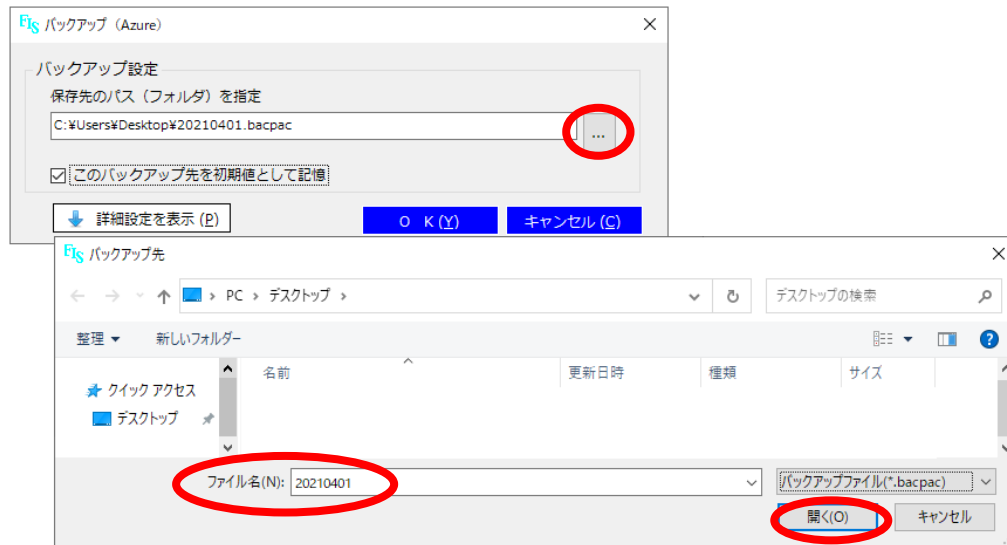 FIS バックアップ（Azure）
バックアップ設定
保存先のパス（フォルダ）を指定
C:¥Users¥Desktop¥20210401.bacpac
...
このバックアップ先を初期値として記憶
詳細設定を表示 (P)
Ｏ Ｋ(Y)
キャンセル (C)
FIS バックアップ先
PC > デスクトップ >
デスクトップの検索
整理
新しいフォルダー
名前
更新日時
種類
サイズ
クイック アクセス
デスクトップ
ファイル名(N): 20210401
バックアップファイル(*.bacpac)
開く(O)
キャンセル